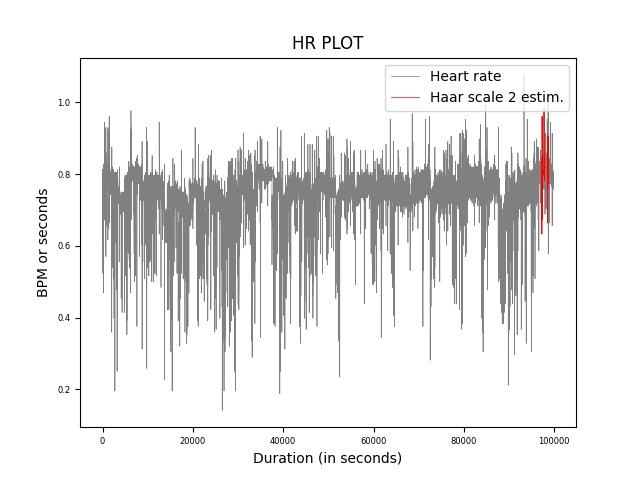 HR PLOT
Heart rate
Haar scale 2 estim.
BPM or seconds
1.0
0.8
0.6
0.4
0.2
0
20000
40000
60000
80000
100000
Duration (in seconds)